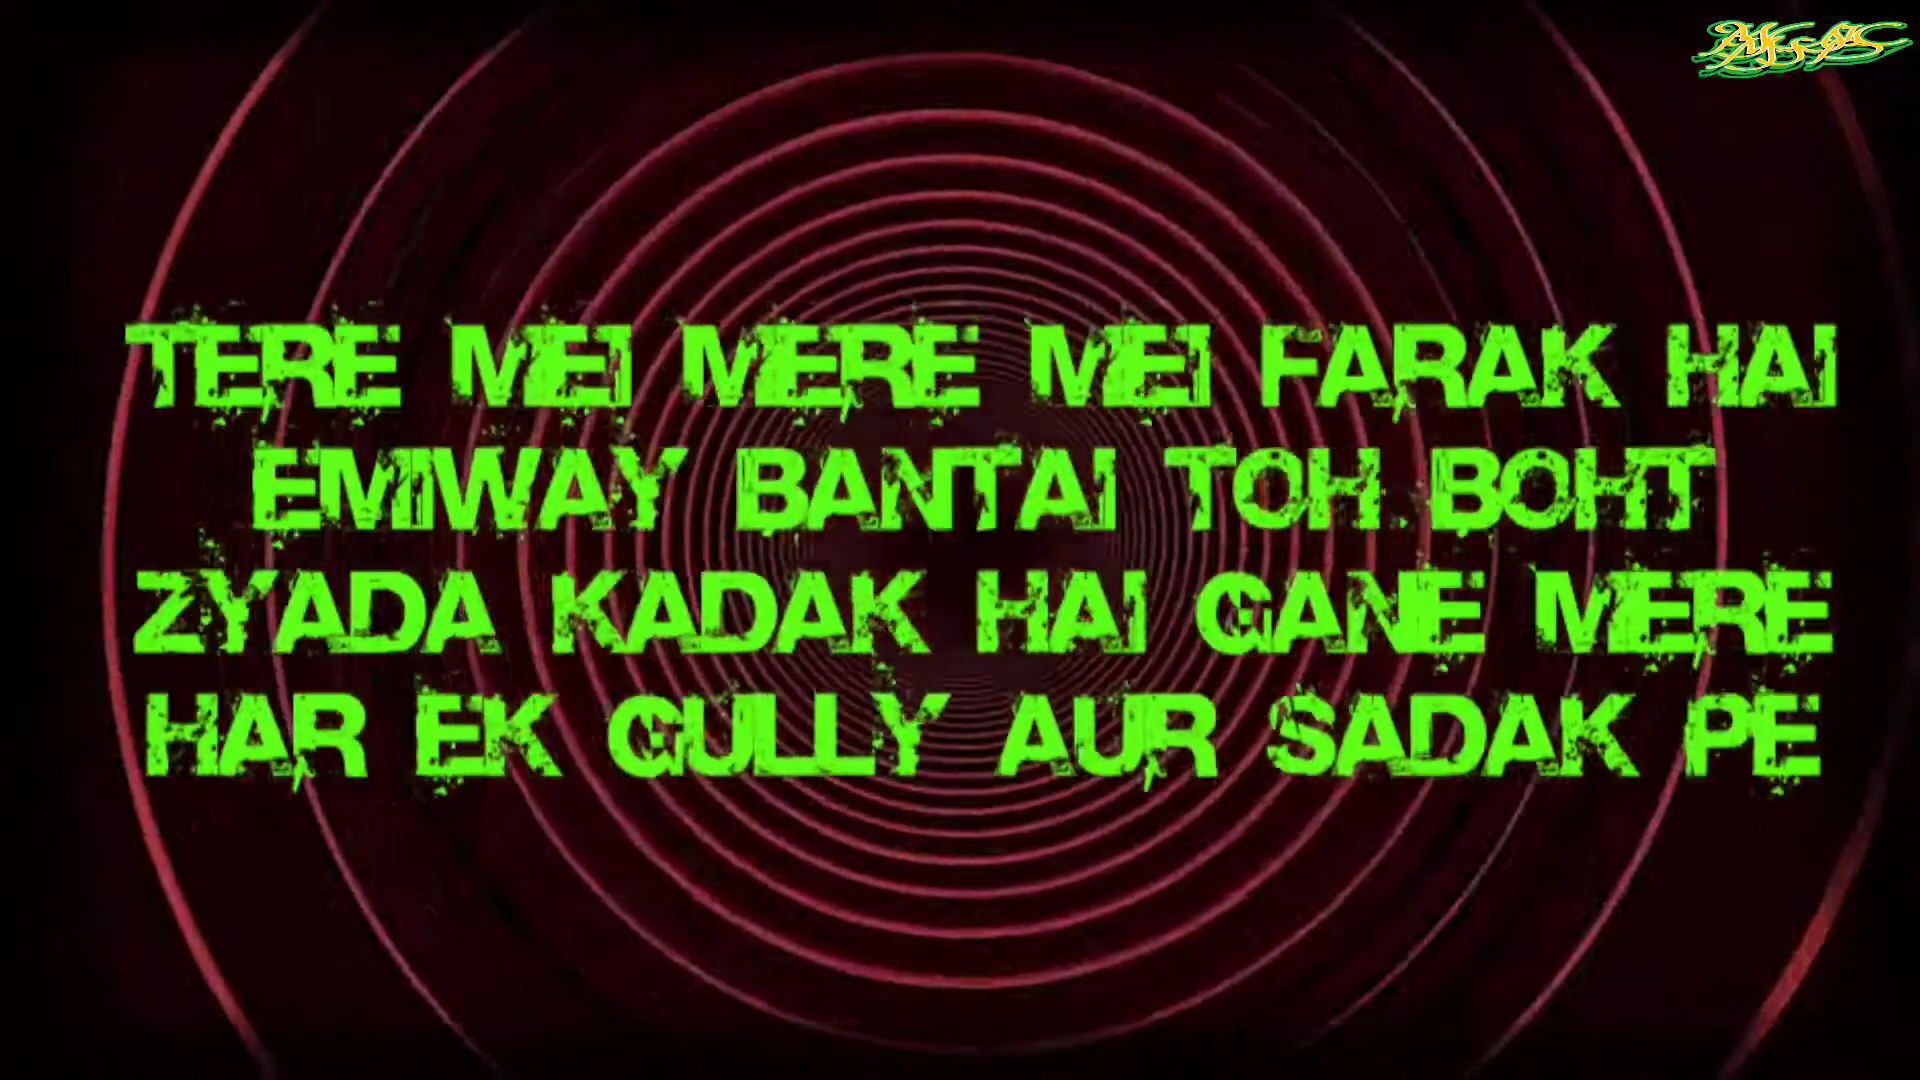 TERE MEI MERE MEI FARAK HAI
EMIWAY BANTAI TOH BOHT
ZYADA KADAK HAI GANE MERE
HAR EK GULLY AUR SADAK PE